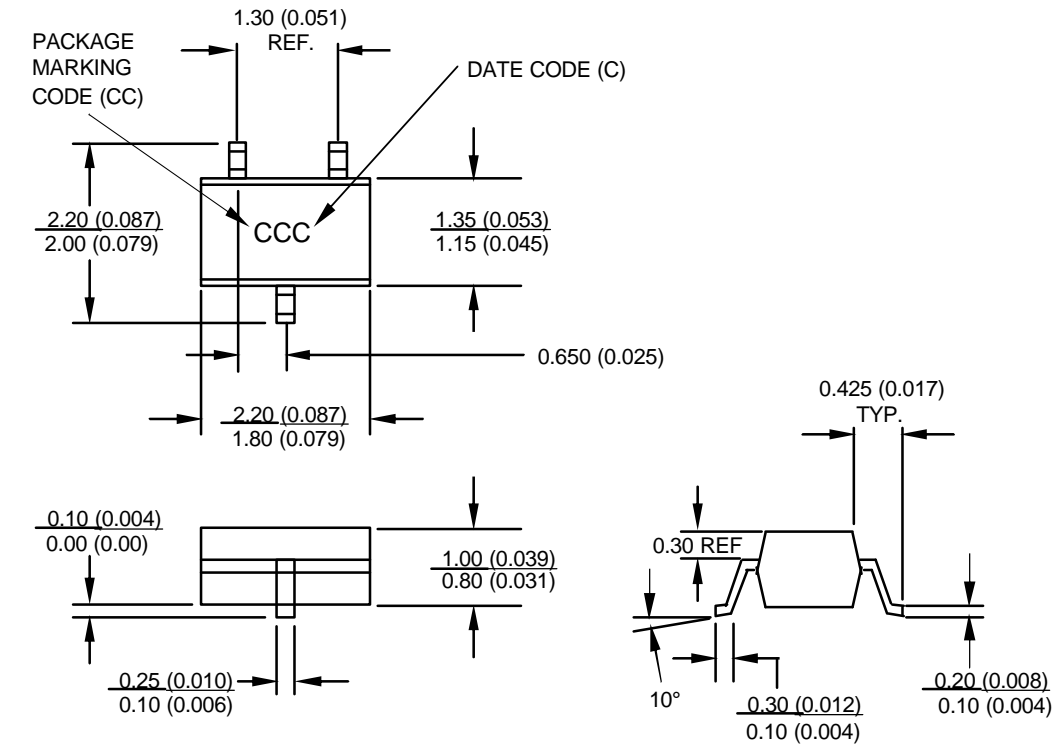 1.30 (0.051)
REF.
PACKAGE
MARKING
CODE (CC)
DATE CODE (C)
2.20 (0.087)
2.00 (0.079)
CCC
1.35 (0.053)
1.15 (0.045)
0.650 (0.025)
2.20 (0.087)
1.80 (0.079)
0.425 (0.017)
TYP.
0.10 (0.004)
0.00 (0.00)
1.00 (0.039)
0.80 (0.031)
0.30 REF
0.25 (0.010)
0.10 (0.006)
10°
0.30 (0.012)
0.10 (0.004)
0.20 (0.008)
0.10 (0.004)